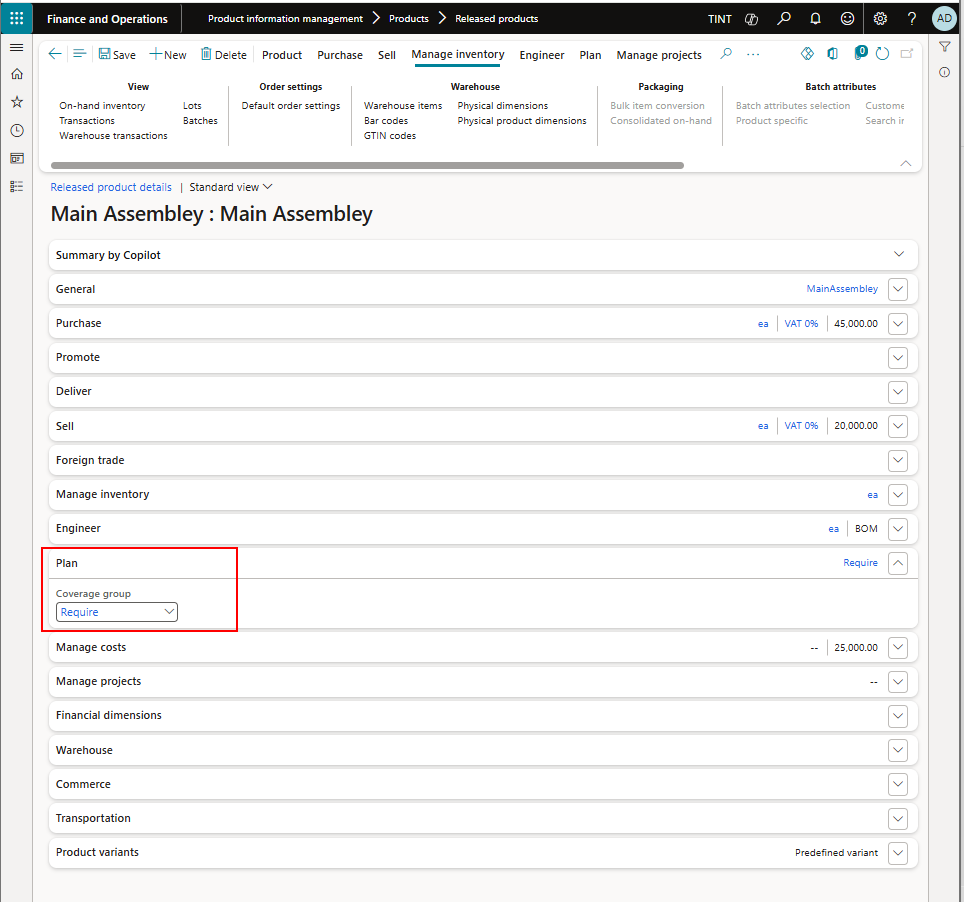 Finance and Operations
Product information management > Products > Released products
TINT
?
AD
Save
New
Delete
Product
Purchase
Sell
Manage inventory
Engineer
Plan
Manage projects
...
0
View
On-hand inventory
Transactions
Warehouse transactions
Lots
Batches
Order settings
Default order settings
Warehouse
Warehouse items
Bar codes
GTIN codes
Physical dimensions
Physical product dimensions
Packaging
Bulk item conversion
Consolidated on-hand
Batch attributes
Batch attributes selection
Product specific
Custome
Search ir
Released product details | Standard view
Main Assembley : Main Assembley
Summary by Copilot
General MainAssembley
Purchase ea | VAT 0% | 45,000.00
Promote
Deliver
Sell ea | VAT 0% | 20,000.00
Foreign trade
Manage inventory ea
Engineer ea | BOM
Plan Require
Coverage group
Require
Manage costs -- | 25,000.00
Manage projects --
Financial dimensions
Warehouse
Commerce
Transportation
Product variants Predefined variant